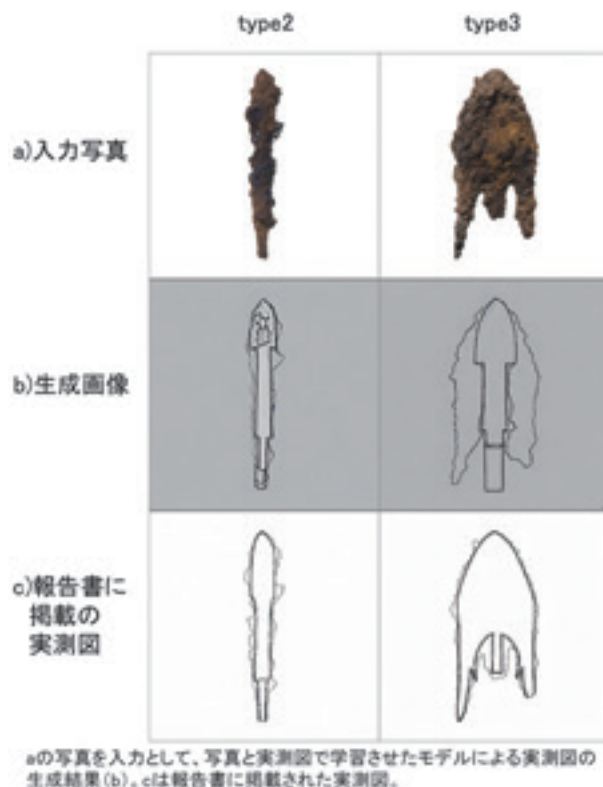 type2
type3
a)入力写真
b)生成画像
c)報告書に
掲載の
実測図
aの写真を入力として、写真と実測図で学習させたモデルによる実測図の
生成結果(b)。cは報告書に掲載された実測図。